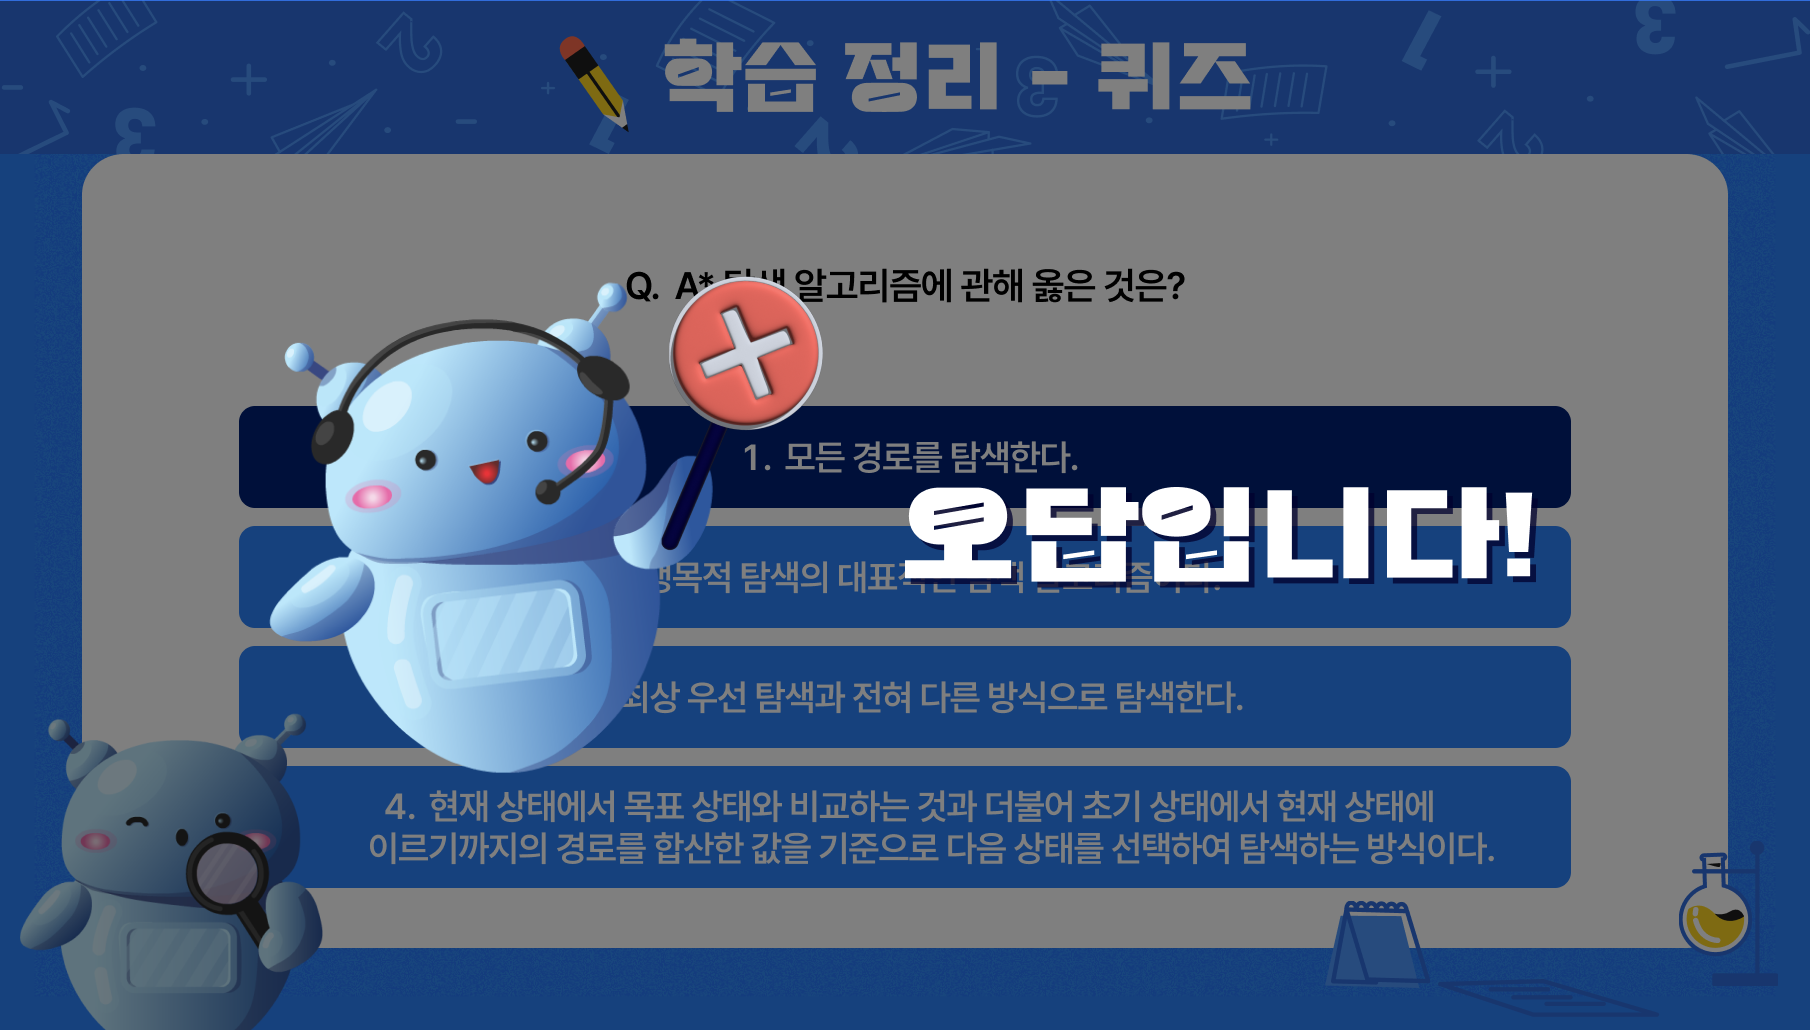 학습 정리 - 퀴즈
Q. A* 탐색 알고리즘에 관해 옳은 것은?
1. 모든 경로를 탐색한다.
오답입니다!
탐색의
우선 탐색과 전혀 다른 방식으로 탐색한다.
4. 현재 상태에서 목표 상태와 비교하는 것과 더불어 초기 상태에서 현재 상태에
이르기까지의 경로를 합산한 값을 기준으로 다음 상태를 선택하여 탐색하는 방식이다.